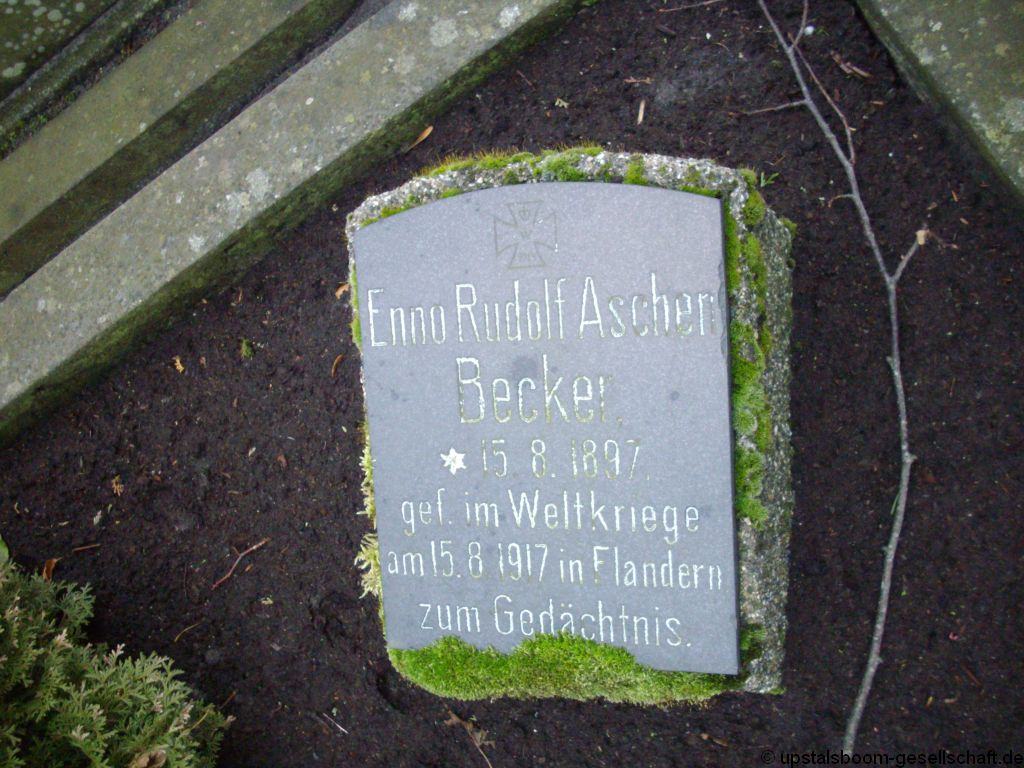 Enno Rudolf Aschen
Becker.
15. 8. 1897.
gef. im Weltkriege
am 15. 8. 1917 in Flandern
zum Gedächtnis.
© upstalsboom-gesellschaft.de